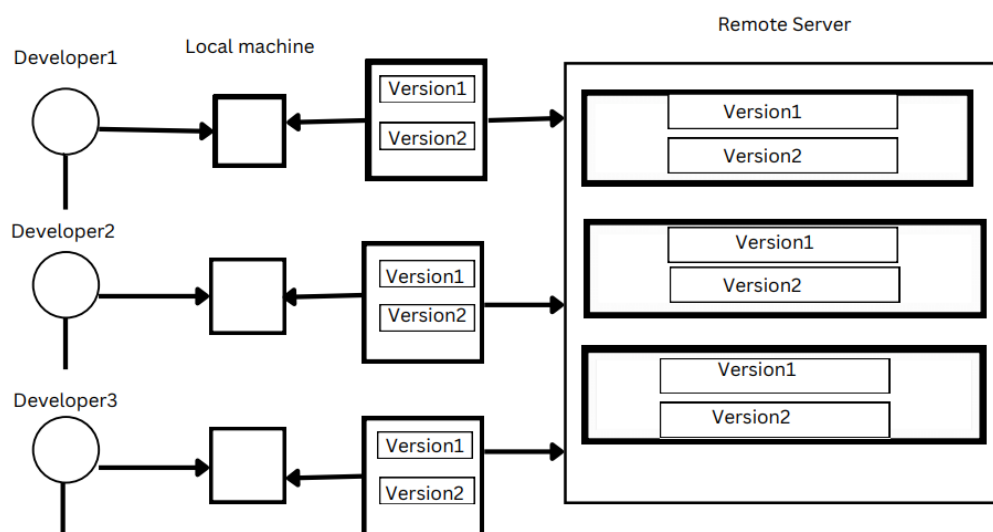 Remote Server
Local machine
Developer1
Version1
Version2
Version1
Version2
Developer2
Version1
Version2
Version1
Version2
Developer3
Version1
Version2
Version1
Version2